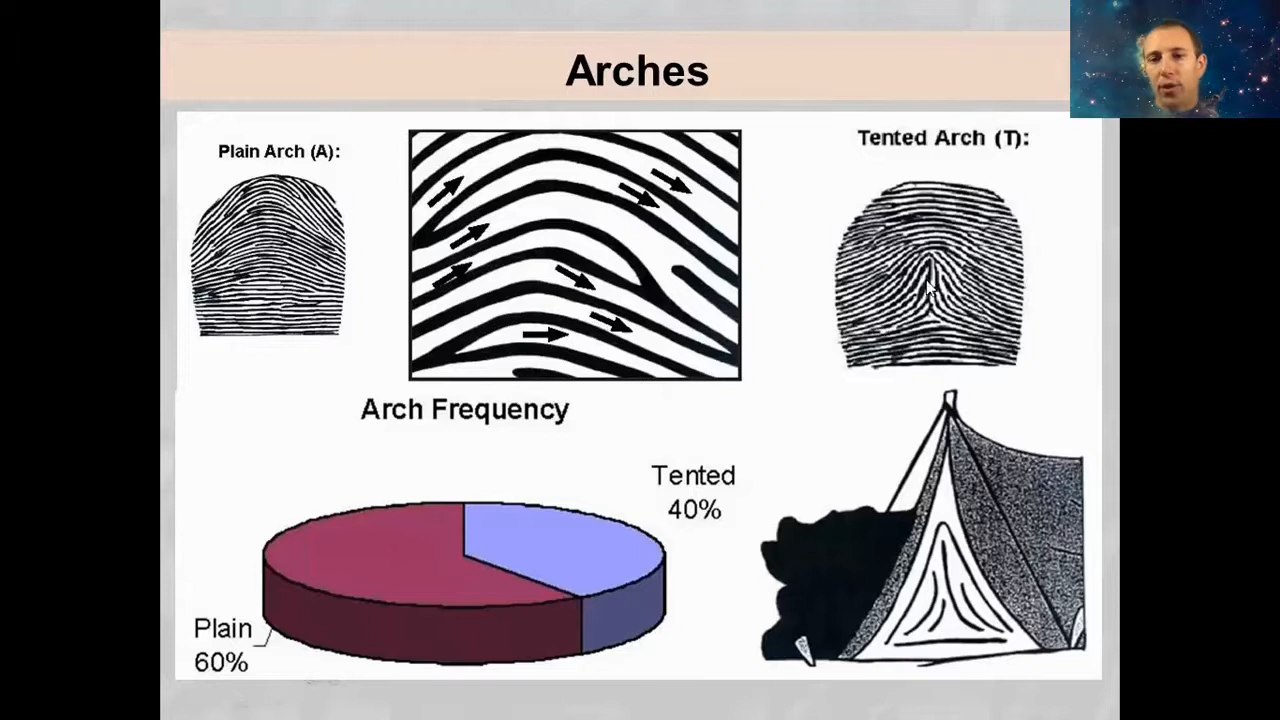 Arches
Plain Arch (A):
Tented Arch (T):
Arch Frequency
Tented
40%
Plain
60%